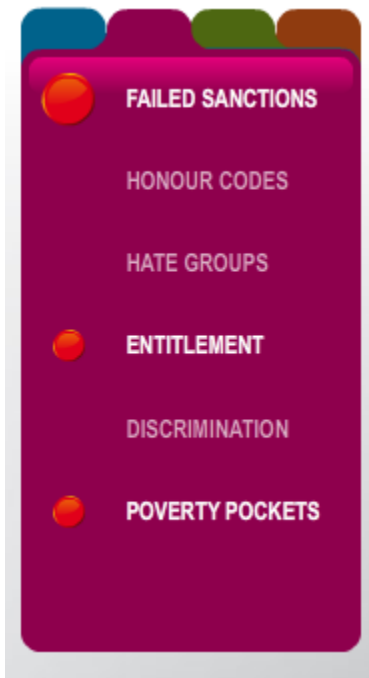 FAILED SANCTIONS
HONOUR CODES
HATE GROUPS
ENTITLEMENT
DISCRIMINATION
POVERTY POCKETS